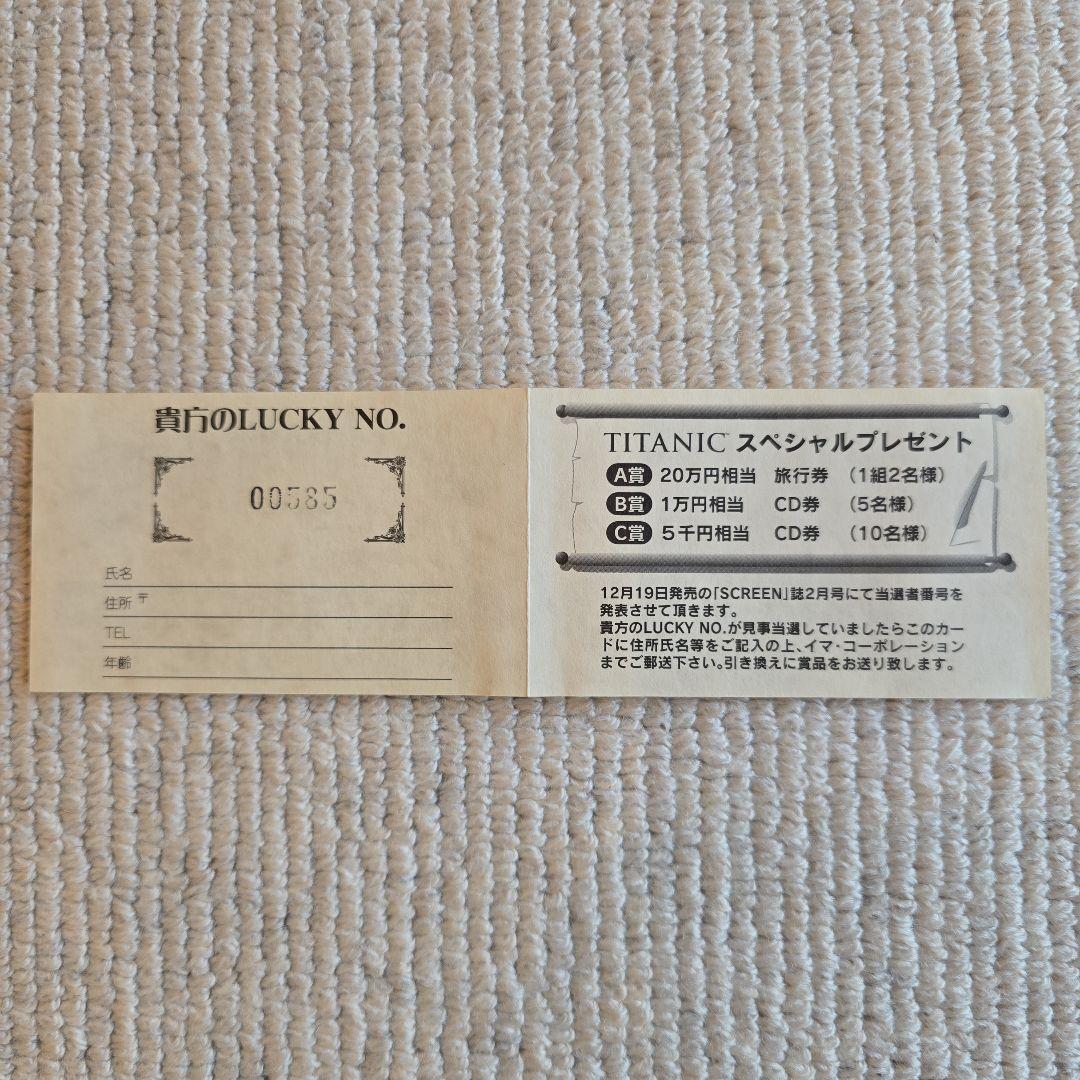 貴方のLUCKY NO.
00585
氏名
住所 〒
TEL
年齢
TITANIC™ スペシャルプレゼント
A賞 20万円相当 旅行券 (1組2名様)
B賞 1万円相当 CD券 (5名様)
C賞 5千円相当 CD券 (10名様)
12月19日発売の「SCREEN」誌2月号にて当選者番号を
発表させて頂きます。
貴方のLUCKY NO.が見事当選していましたらこのカー
ドに住所氏名等をご記入の上、イマ・コーポレーション
までご郵送下さい。引き換えに賞品をお送り致します。